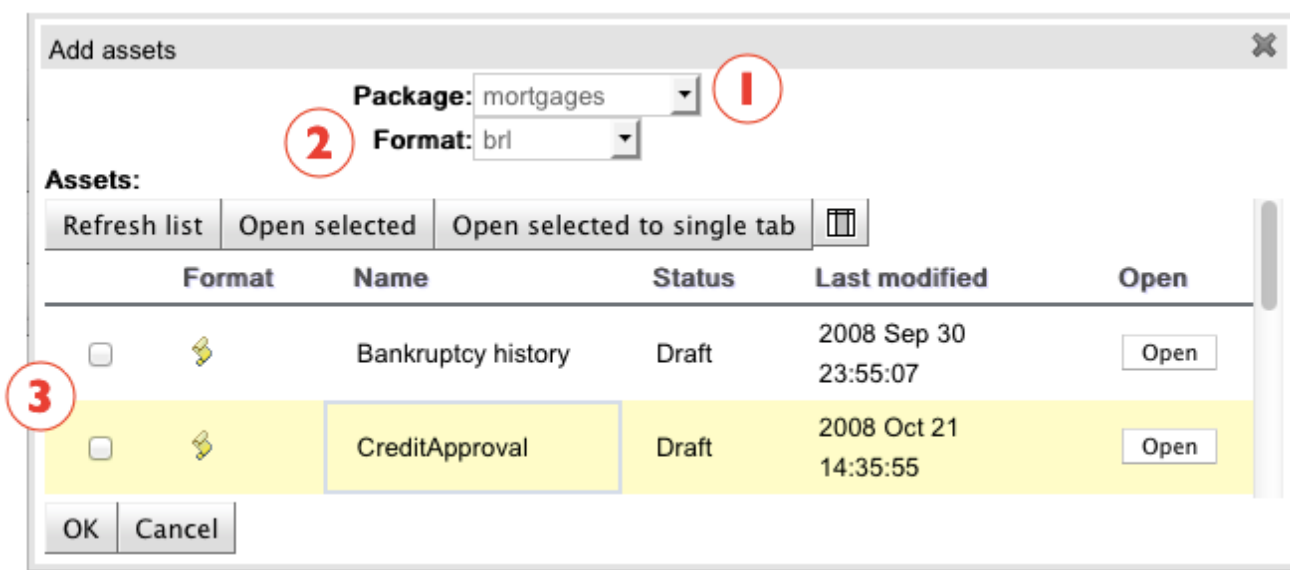 Add assets
Package: mortgages 1
2 Format: brl
Assets:
Refresh list Open selected Open selected to single tab
Format Name Status Last modified Open
Bankruptcy history Draft 2008 Sep 30 23:55:07 Open
3
CreditApproval Draft 2008 Oct 21 14:35:55 Open
OK Cancel